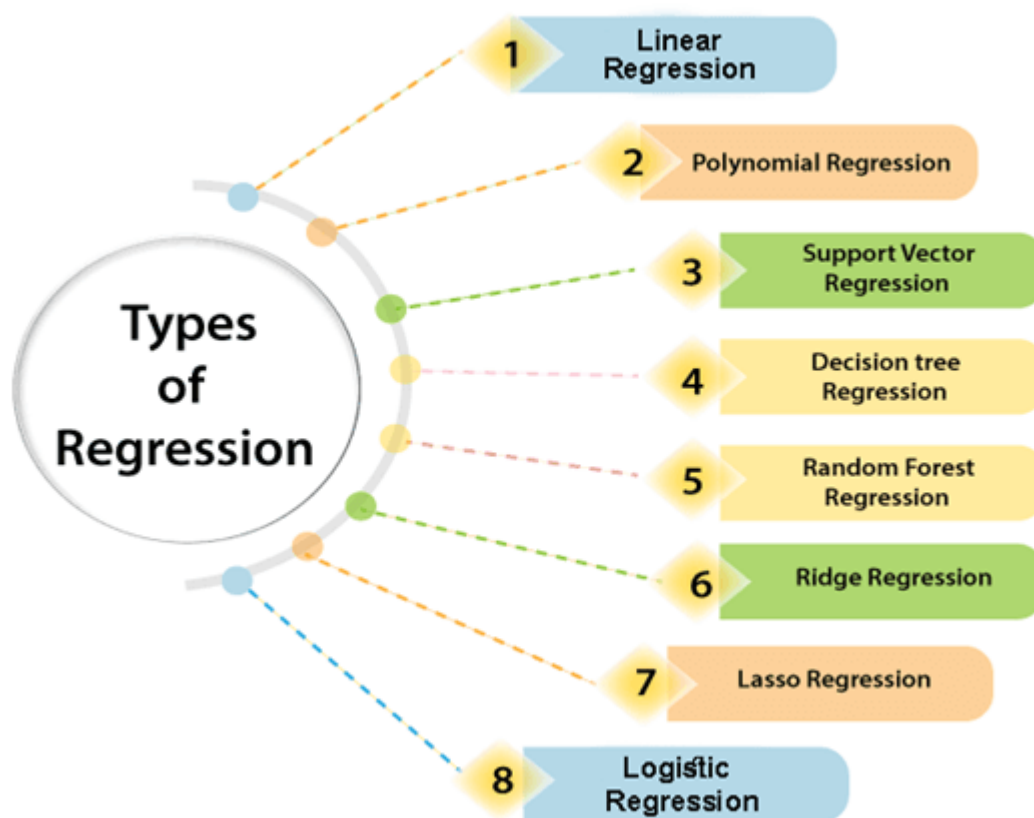 Types
of
Regression
1
Linear
Regression
2
Polynomial Regression
3
Support Vector
Regression
4
Decision tree
Regression
5
Random Forest
Regression
6
Ridge Regression
7
Lasso Regression
8
Logistic
Regression